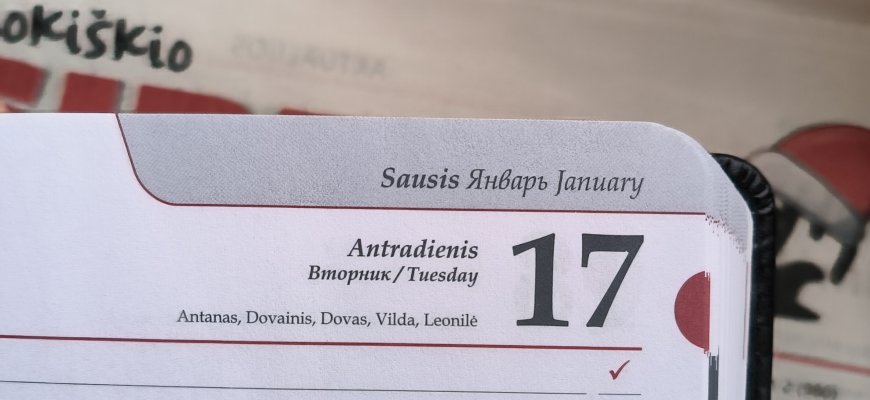 okiškio
Sausis Январь January
Antradienis
Вторник / Tuesday
17
Antanas, Dovainis, Dovas, Vilda, Leonilė